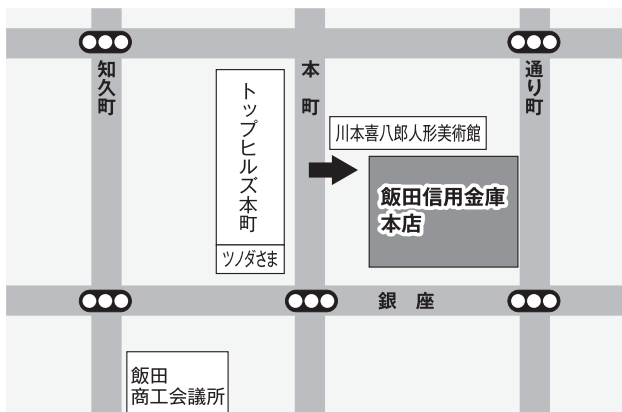 知久町
本町
通り町
トップヒルズ本町
川本喜八郎人形美術館
飯田信用金庫
本店
ツノダさま
銀座
飯田
商工会議所